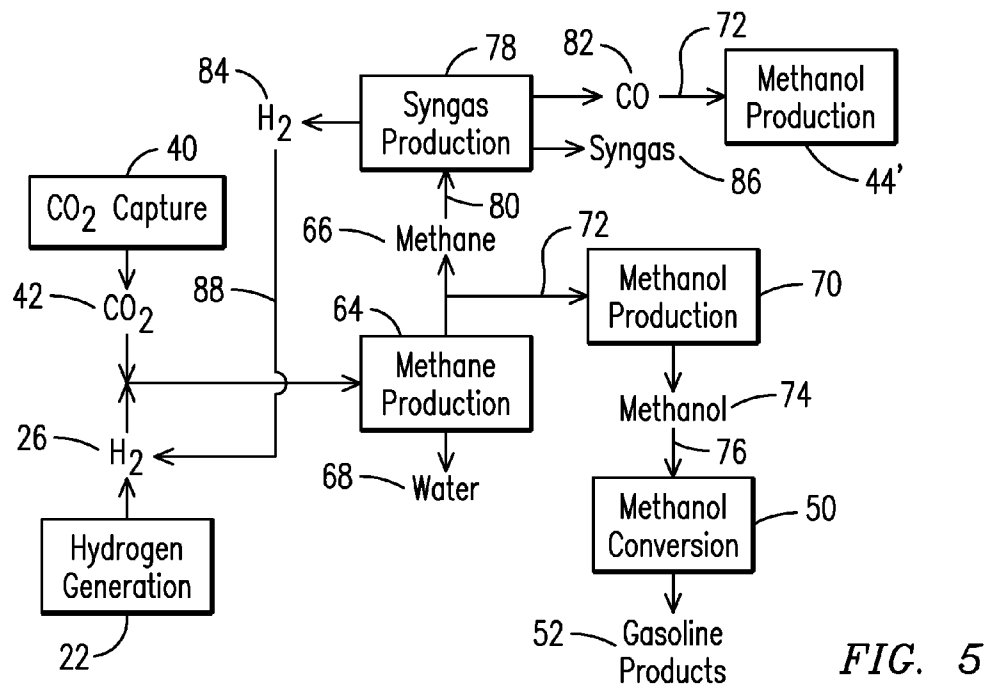 78
82
72
84
H2
Syngas
Production
CO
Methanol
Production
40
CO2 Capture
Syngas
86
44'
80
66
Methane
72
42
CO2
88
64
Methanol
Production
70
Methane
Production
Methanol
74
26
H2
68
Water
76
Hydrogen
Generation
Methanol
Conversion
50
22
52
Gasoline
Products
FIG. 5